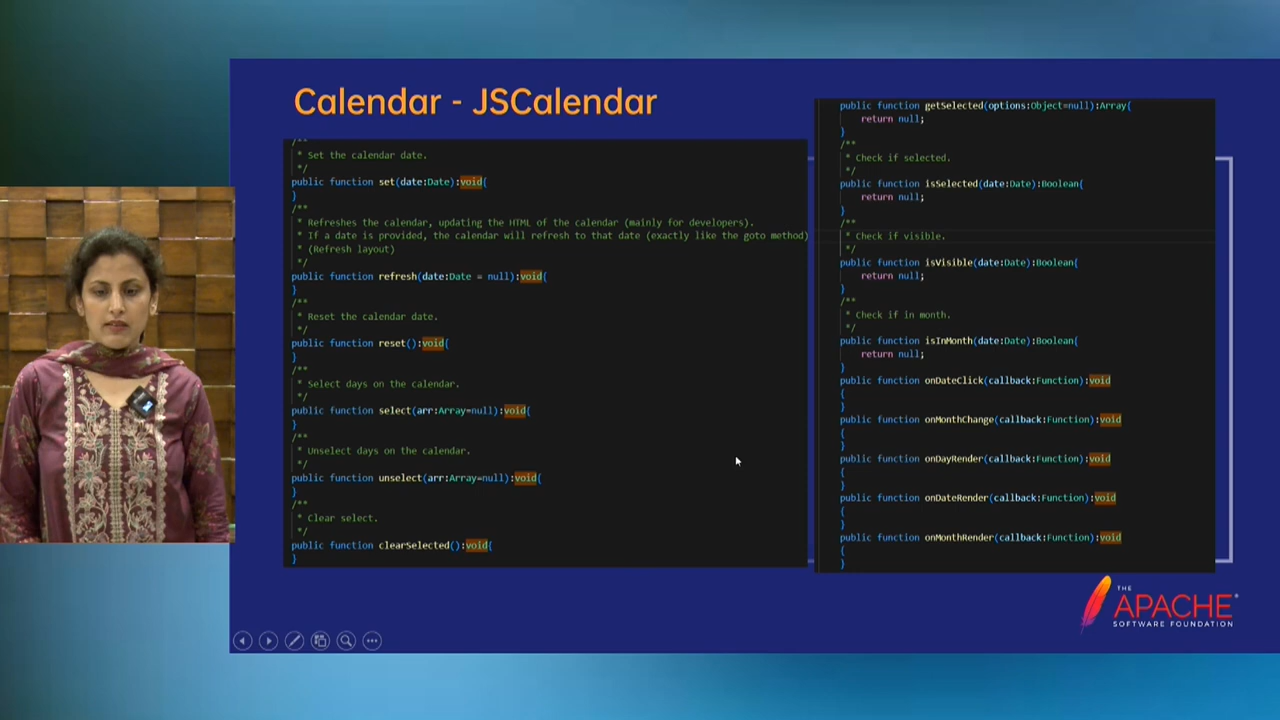 Calendar - JSCalendar
/**
* Set the calendar date.
*/
public function set(date:Date):void{
}
/**
* Refreshes the calendar, updating the HTML of the calendar (mainly for developers).
* If a date is provided, the calendar will refresh to that date (exactly like the goto method)
* (Refresh layout)
*/
public function refresh(date:Date = null):void{
}
/**
* Reset the calendar date.
*/
public function reset():void{
}
/**
* Select days on the calendar.
*/
public function select(arr:Array=null):void{
}
/**
* Unselect days on the calendar.
*/
public function unselect(arr:Array=null):void{
}
/**
* Clear select.
*/
public function clearSelected():void{
}
public function getSelected(options:Object=null):Array{
return null;
}
/**
* Check if selected.
*/
public function isSelected(date:Date):Boolean{
return null;
}
/**
* Check if visible.
*/
public function isVisible(date:Date):Boolean{
return null;
}
/**
* Check if in month.
*/
public function isInMonth(date:Date):Boolean{
return null;
}
public function onDateClick(callback:Function):void
{
}
public function onMonthChange(callback:Function):void
{
}
public function onDayRender(callback:Function):void
{
}
public function onDateRender(callback:Function):void
{
}
public function onMonthRender(callback:Function):void
{
}
THE
APACHE
SOFTWARE FOUNDATION